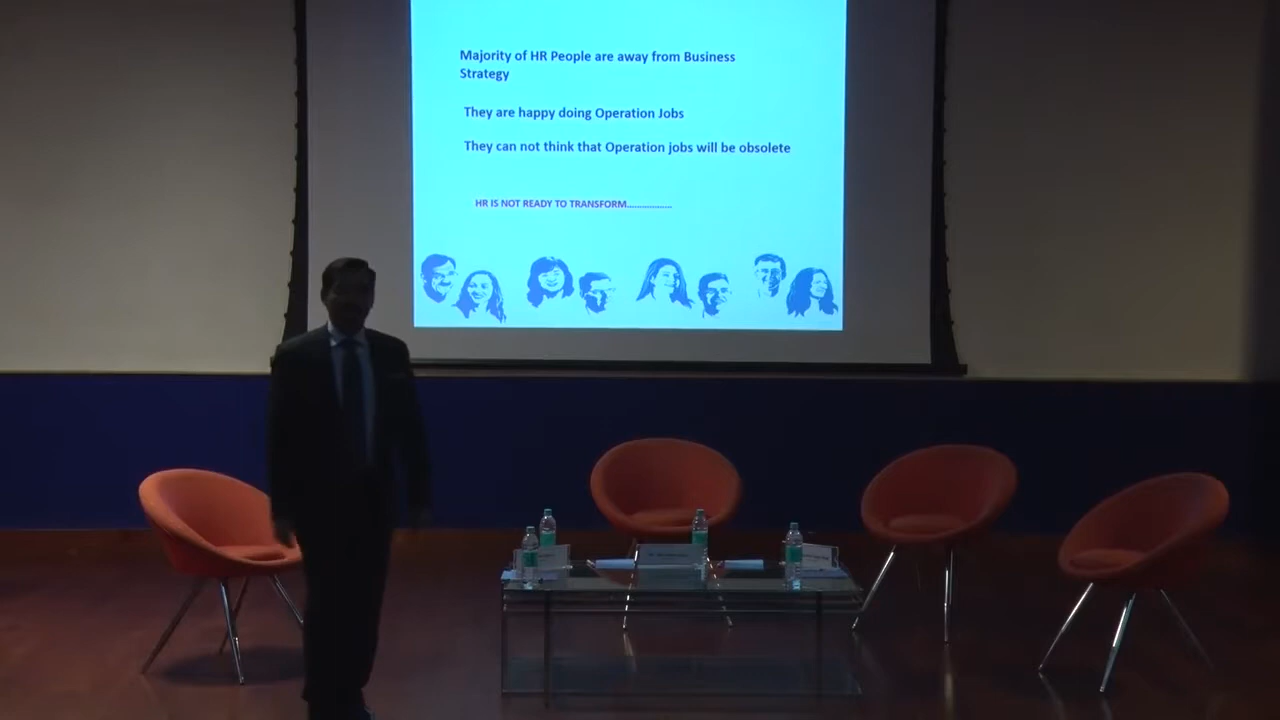 Majority of HR People are away from Business
Strategy
They are happy doing Operation Jobs
They can not think that Operation jobs will be obsolete
HR IS NOT READY TO TRANSFORM..................